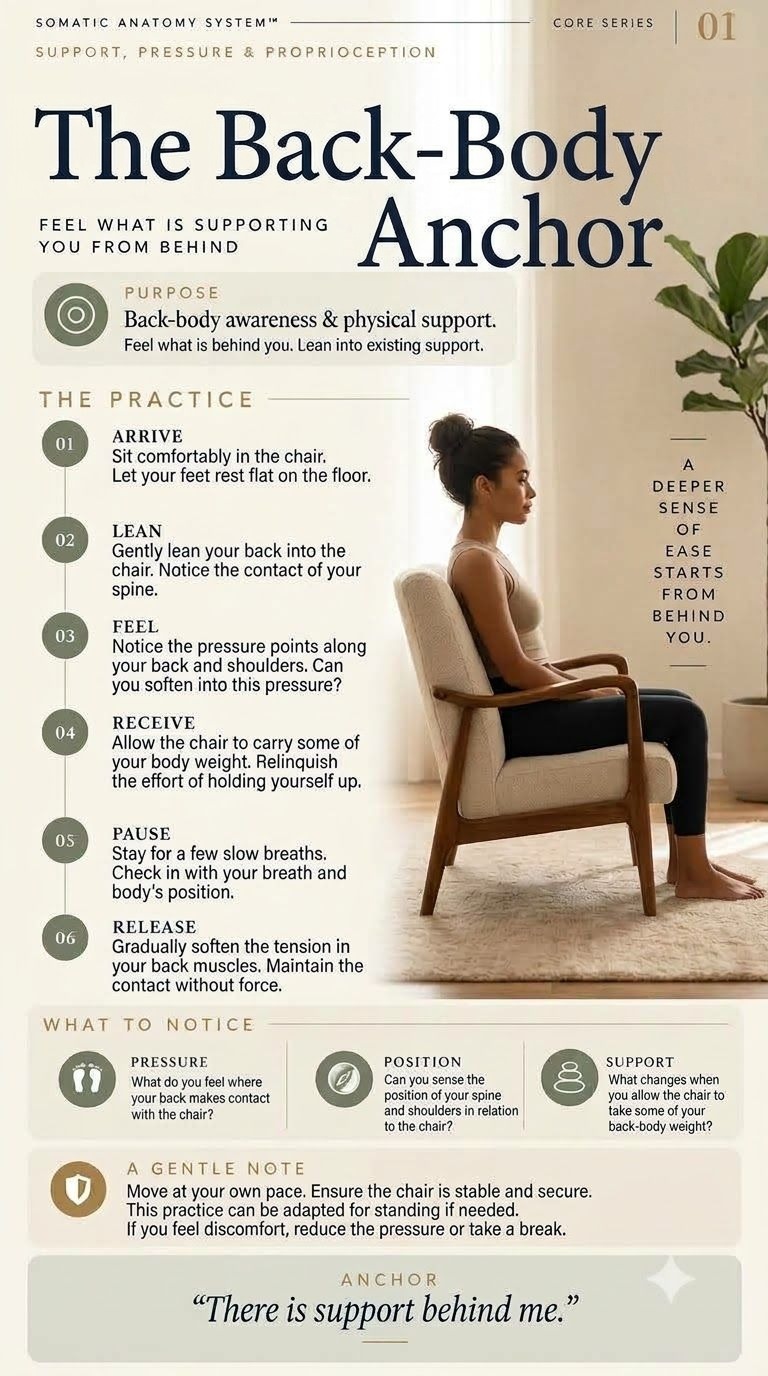 SOMATIC ANATOMY SYSTEM™
CORE SERIES
01
SUPPORT, PRESSURE & PROPRIOCEPTION
The Back-Body
Anchor
FEEL WHAT IS SUPPORTING
YOU FROM BEHIND
PURPOSE
Back-body awareness & physical support.
Feel what is behind you. Lean into existing support.
THE PRACTICE
01
ARRIVE
Sit comfortably in the chair.
Let your feet rest flat on the floor.
02
LEAN
Gently lean your back into the
chair. Notice the contact of your
spine.
03
FEEL
Notice the pressure points along
your back and shoulders. Can
you soften into this pressure?
04
RECEIVE
Allow the chair to carry some of
your body weight. Relinquish
the effort of holding yourself up.
05
PAUSE
Stay for a few slow breaths.
Check in with your breath and
body's position.
06
RELEASE
Gradually soften the tension in
your back muscles. Maintain the
contact without force.
A
DEEPER
SENSE
OF
EASE
STARTS
FROM
BEHIND
YOU.
WHAT TO NOTICE
PRESSURE
What do you feel where
your back makes contact
with the chair?
POSITION
Can you sense the
position of your spine
and shoulders in relation
to the chair?
SUPPORT
What changes when
you allow the chair to
take some of your
back-body weight?
A GENTLE NOTE
Move at your own pace. Ensure the chair is stable and secure.
This practice can be adapted for standing if needed.
If you feel discomfort, reduce the pressure or take a break.
ANCHOR
“There is support behind me.”